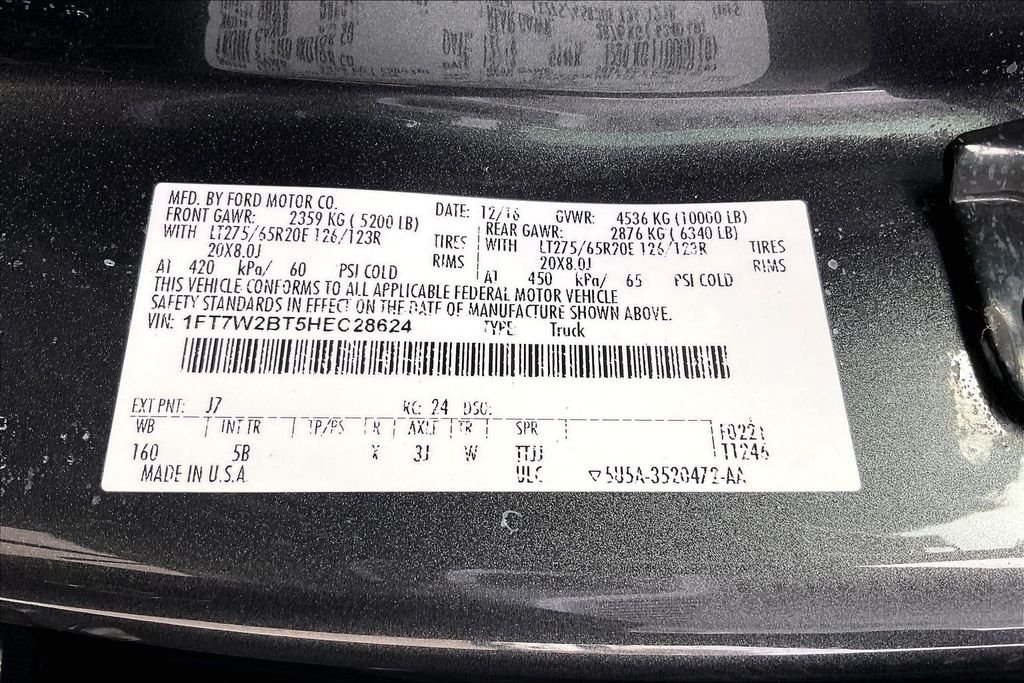 MFD. BY FORD MOTOR CO.
DATE: 12/16 GVWR: 4536 KG (10000 LB)
FRONT GAWR: 2359 KG ( 5200 LB) REAR GAWR: 2876 KG ( 6340 LB)
WITH LT275/65R20E 126/123R TIRES WITH LT275/65R20E 126/123R TIRES
20X8.0J RIMS 20X8.0J RIMS
AT 420 kPa/ 60 PSI COLD AT 450 kPa/ 65 PSI COLD
THIS VEHICLE CONFORMS TO ALL APPLICABLE FEDERAL MOTOR VEHICLE
SAFETY STANDARDS IN EFFECT ON THE DATE OF MANUFACTURE SHOWN ABOVE.
VIN: 1FT7W2BT5HEC28624 TYPE: Truck
EXT PNT: J7 RC: 24 DSO:
WB INT TR TP/PS R AXLE TR SPR F0221
160 5B X 3J W TTJJ T1246
MADE IN U.S.A. ULC ▽5U5A-3520472-AA